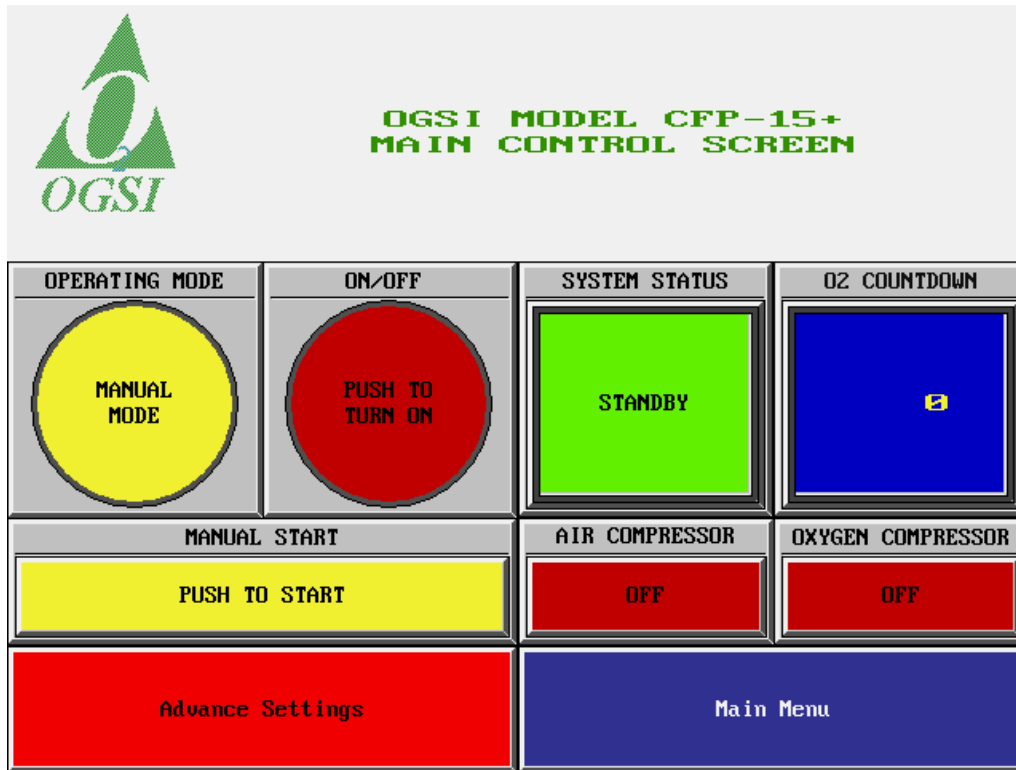 O2
OGSI
OGSI MODEL CFP-15+
MAIN CONTROL SCREEN
OPERATING MODE
ON/OFF
SYSTEM STATUS
O2 COUNTDOWN
MANUAL
MODE
PUSH TO
TURN ON
STANDBY
0
MANUAL START
AIR COMPRESSOR
OXYGEN COMPRESSOR
PUSH TO START
OFF
OFF
Advance Settings
Main Menu